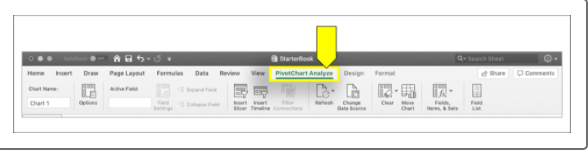 AutoSave
StarterBook
Search Sheet
Home Insert Draw Page Layout Formulas Data Review View PivotChart Analyze Design Format Share Comments
Chart Name:
Chart 1
Options
Active Field:
Field Settings
Expand Field
Collapse Field
Insert Slicer
Insert Timeline
Filter Connections
Refresh
Change Data Source
Clear
Move Chart
Fields, Items, & Sets
Field List